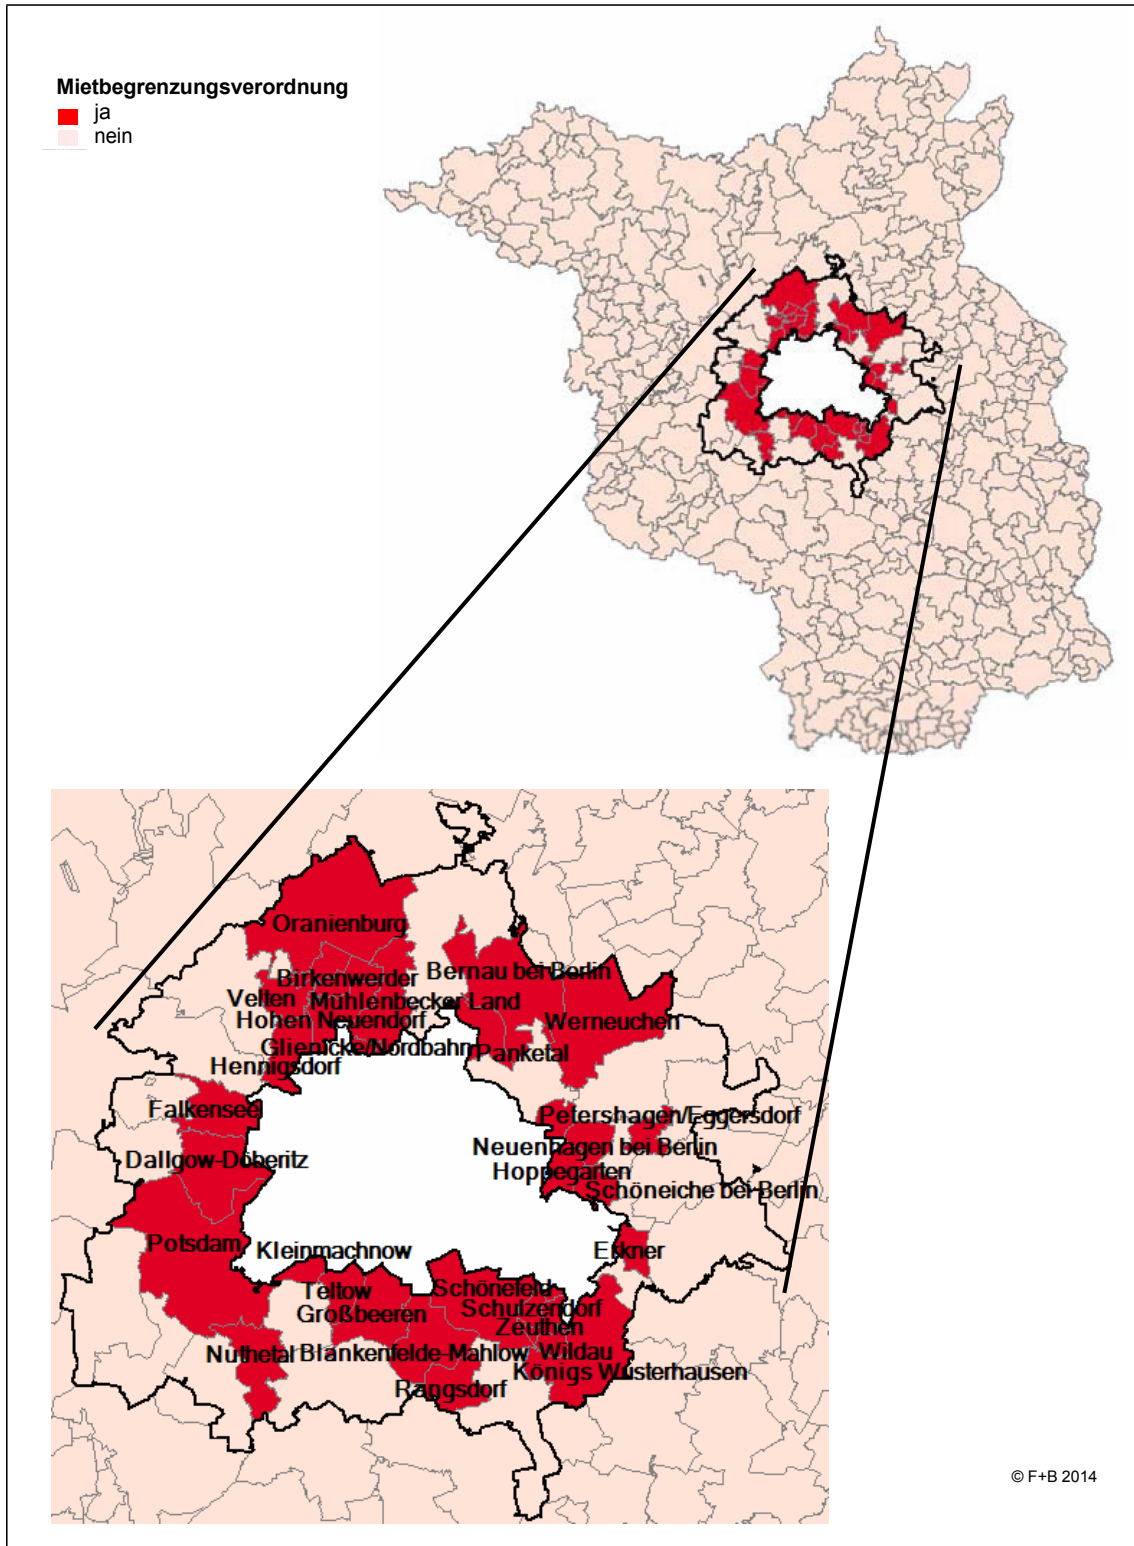 Mietbegrenzungsverordnung
ja
nein
Oranienburg
Birkenwerder
Bernau bei Berlin
Velten
Mühlenbecker Land
Hohen Neuendorf
Werneuchen
Glienicke/Nordbahn
Panketal
Hennigsdorf
Falkensee
Petershagen/Eggersdorf
Neuenhagen bei Berlin
Dallgow-Döberitz
Hoppegarten
Schöneiche bei Berlin
Potsdam
Kleinmachnow
Erkner
Teltow
Schönefeld
Großbeeren
Schulzendorf
Zeuthen
Nuthetal
Blankenfelde-Mahlow
Wildau
Königs Wusterhausen
Rangsdorf
© F+B 2014